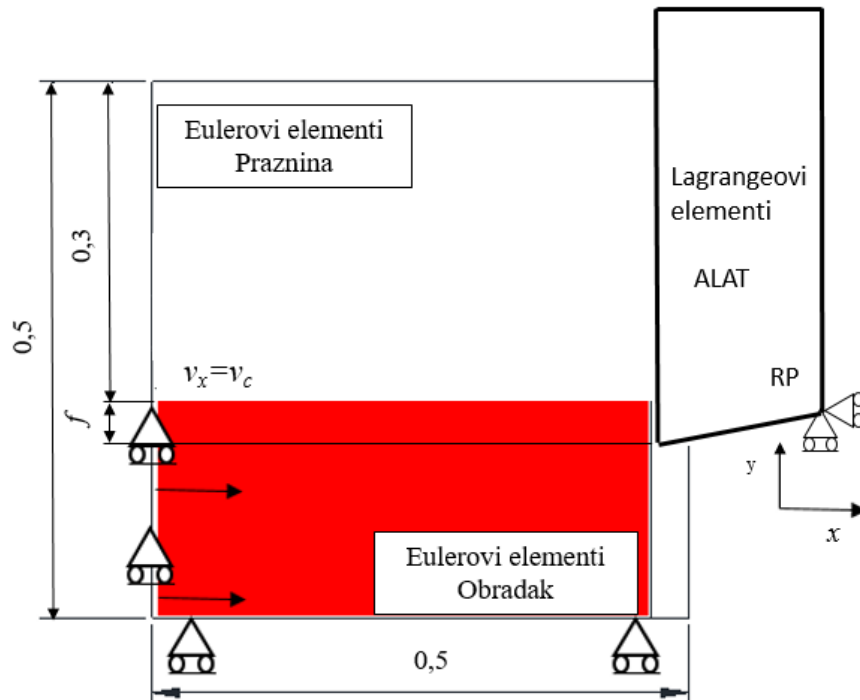 Eulerovi elementi
Praznina
Lagrangeovi
elementi
ALAT
0,3
0,5
v_x=v_c
RP
f
y
x
Eulerovi elementi
Obradak
0,5